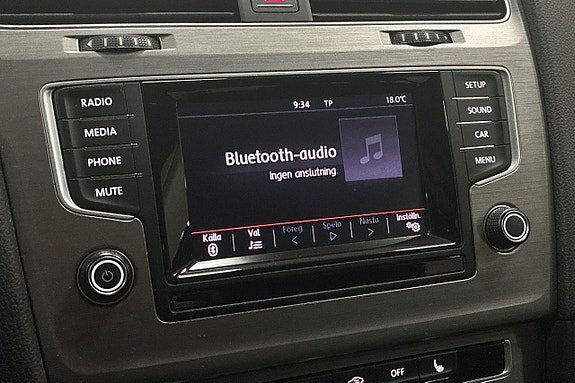 RADIO
MEDIA
PHONE
MUTE
9:34 TP 18.0°C
Bluetooth-audio
Ingen anslutning.
Källa Val Föreg. Spela Nästa Inställn.
SETUP
SOUND
CAR
MENU
OFF